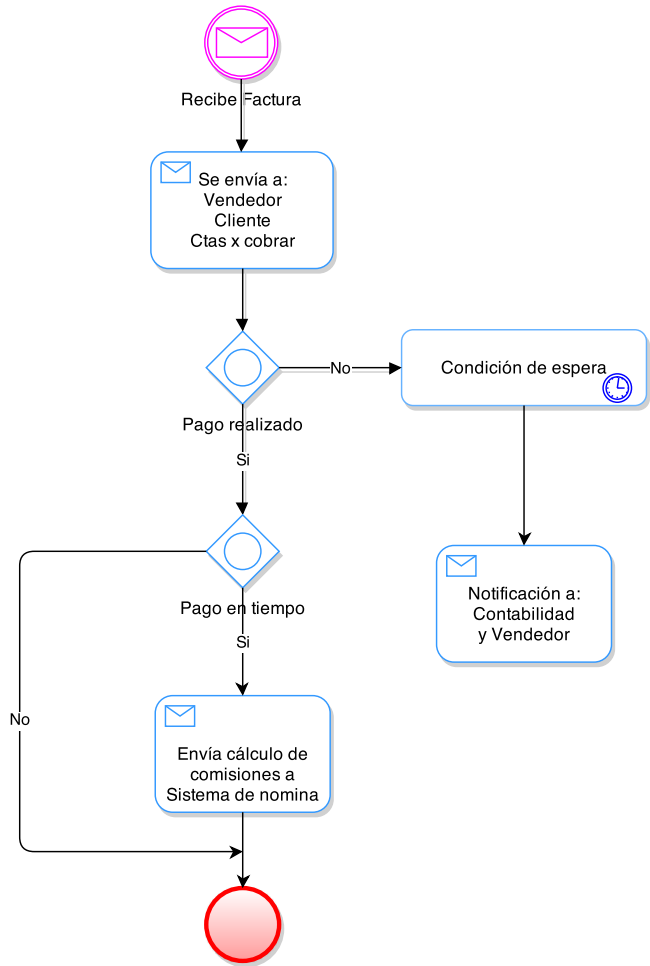 Recibe Factura
Se envía a:
Vendedor
Cliente
Ctas x cobrar
No
Condición de espera
Pago realizado
Si
Notificación a:
Contabilidad
y Vendedor
Pago en tiempo
Si
No
Envía cálculo de
comisiones a
Sistema de nomina